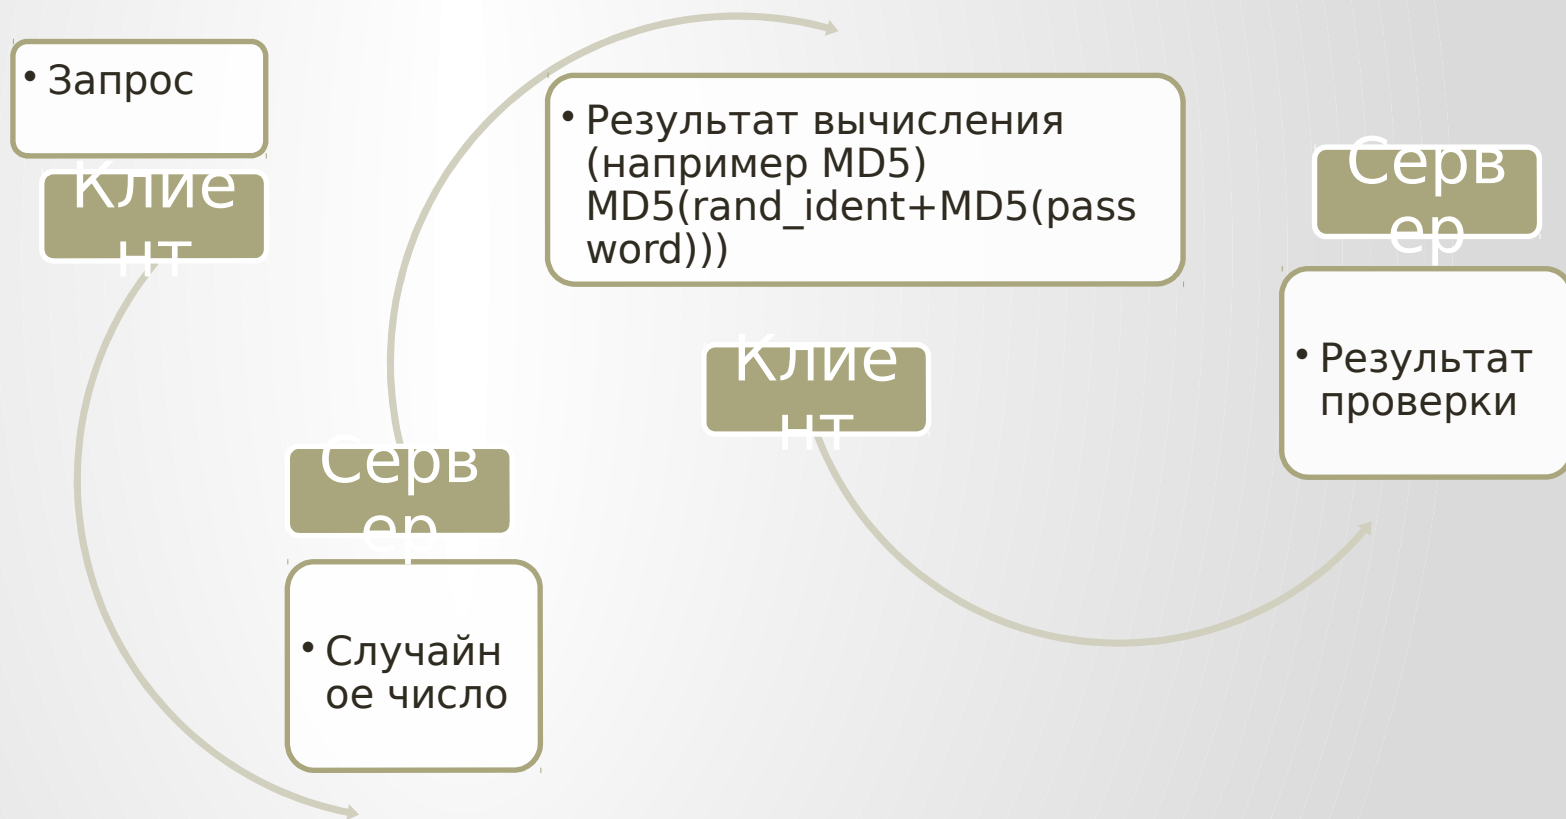 • Запрос
Клие
нт
Серв
ер
• Случайн
ое число
• Результат вычисления
(например MD5)
MD5(rand_ident+MD5(pass
word)))
Клие
нт
Серв
ер
• Результат
проверки